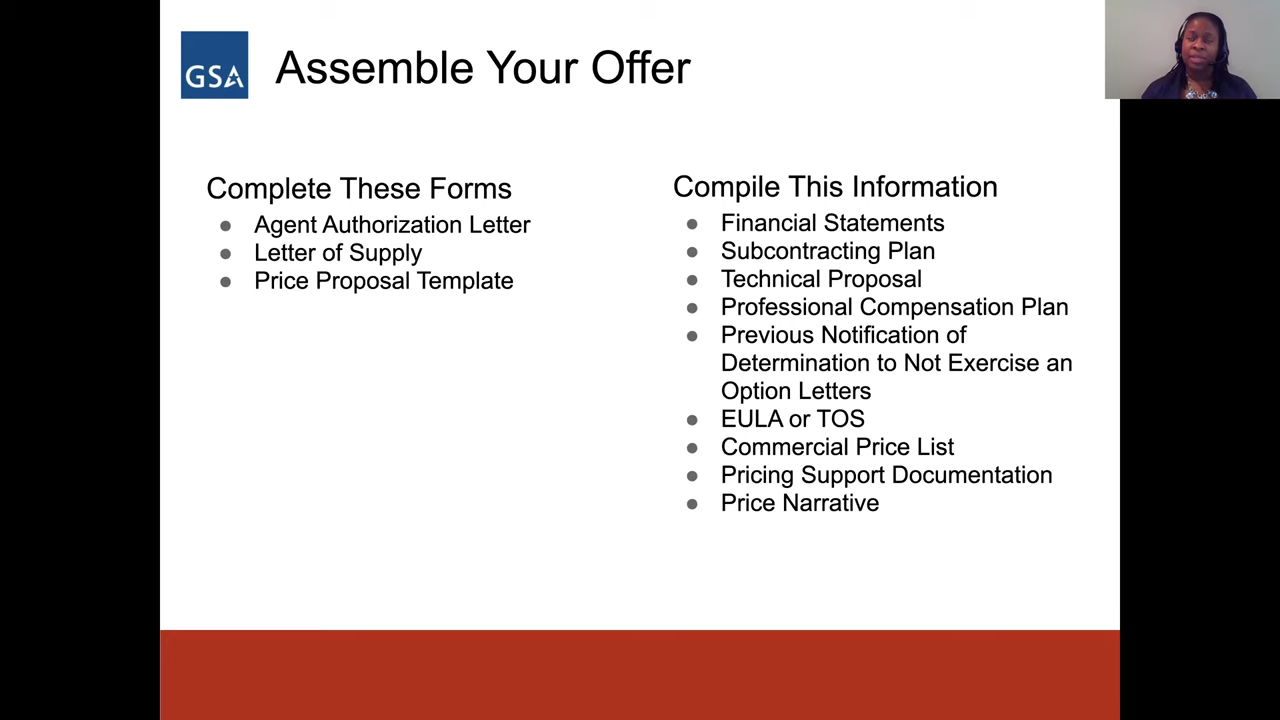 GSA
Assemble Your Offer
Complete These Forms
● Agent Authorization Letter
● Letter of Supply
● Price Proposal Template
Compile This Information
● Financial Statements
● Subcontracting Plan
● Technical Proposal
● Professional Compensation Plan
● Previous Notification of
Determination to Not Exercise an
Option Letters
● EULA or TOS
● Commercial Price List
● Pricing Support Documentation
● Price Narrative